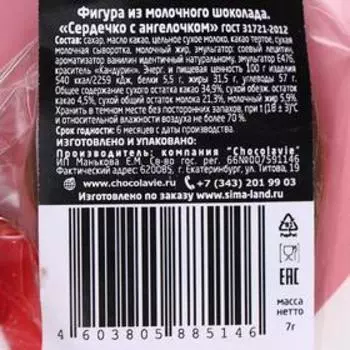 Фигура из молочного шоколада.
«Сердечко с ангелочком» ГОСТ 31721-2012
Состав: сахар, масло какао, цельное сухое молоко, какао тертое, сухая
молочная сыворотка, молочный жир, эмульгатор: соевый лецитин,
ароматизатор ванилин идентичный натуральному, эмульгатор Е476,
краситель «Кандурин». Энерг. и пищевая ценность 100 г изделия
540 ккал/2259 кДж, белки 5,5 г, жиры 31,5 г, углеводы 57 г.
Общее содержание сухого остатка какао 34,9%, сухой обезж. остаток
какао 4,5%, сухой общий остаток молока 21,3%, молочный жир 5,9%.
Хранить в темном месте без посторонних запахов, при t (18 ± 3)°С
и относительной влажности воздуха не более 70 %.
Срок годности: 6 месяцев с даты производства.
ИЗГОТОВЛЕНО И УПАКОВАНО:
Производитель: компания "Chocolavie"
ИП Манькова Е.М. Св-во гос. рег. 66№007591146
Фактический адрес: 620085, г. Екатеринбург, ул. Титова, 19
www.chocolavie.ru +7 (343) 201 99 03
Изготовлено по заказу www.sima-land.ru
4 603805 885146
ЕАС
масса
нетто
7г